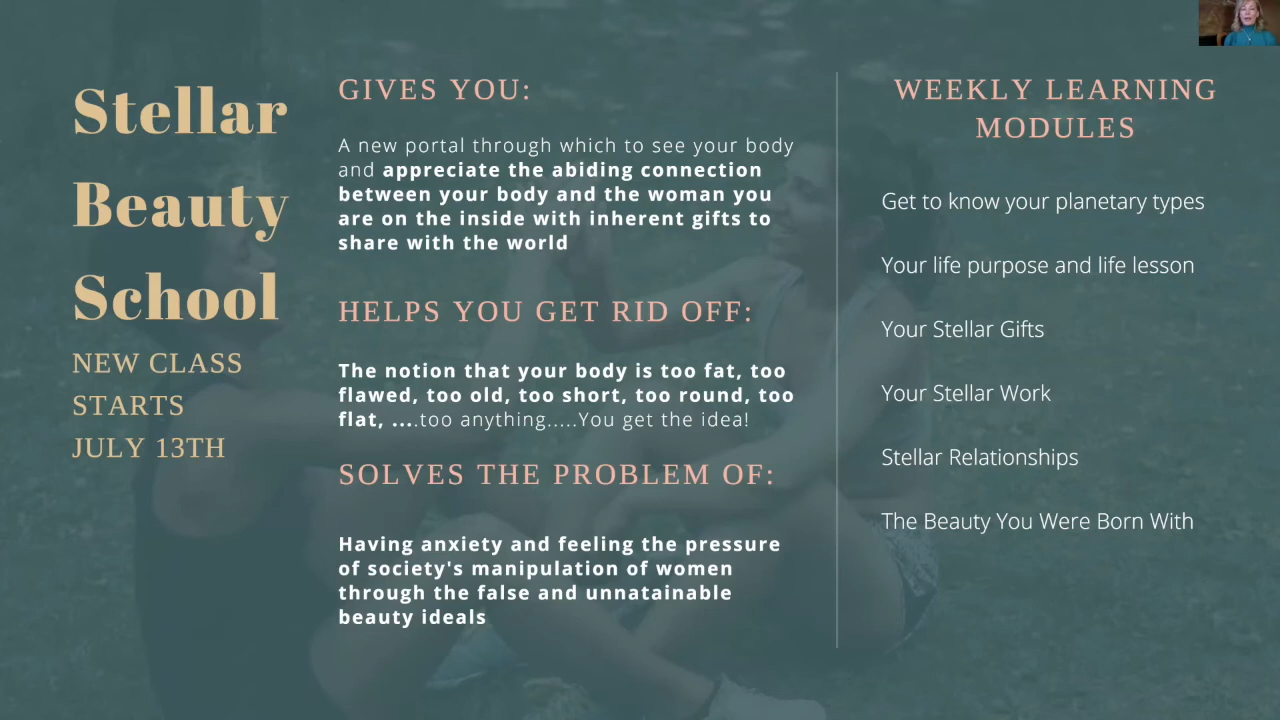 Stellar
Beauty
School
NEW CLASS
STARTS
JULY 13TH
GIVES YOU:
A new portal through which to see your body
and appreciate the abiding connection
between your body and the woman you
are on the inside with inherent gifts to
share with the world
HELPS YOU GET RID OFF:
The notion that your body is too fat, too
flawed, too old, too short, too round, too
flat, ....too anything.....You get the idea!
SOLVES THE PROBLEM OF:
Having anxiety and feeling the pressure
of society's manipulation of women
through the false and unnatainable
beauty ideals
WEEKLY LEARNING
MODULES
Get to know your planetary types
Your life purpose and life lesson
Your Stellar Gifts
Your Stellar Work
Stellar Relationships
The Beauty You Were Born With